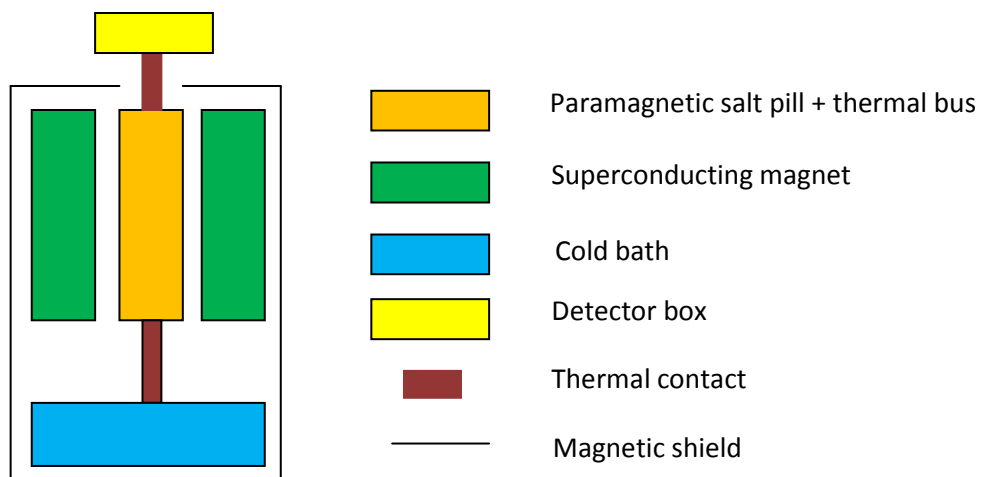 Paramagnetic salt pill + thermal bus
Superconducting magnet
Cold bath
Detector box
Thermal contact
Magnetic shield